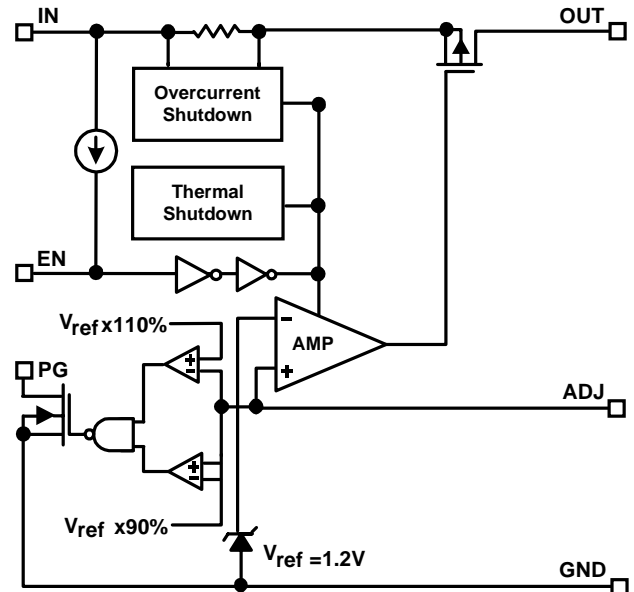 IN
OUT
Overcurrent
Shutdown
Thermal
Shutdown
EN
Vref x110%
- AMP
+
PG
+
-
ADJ
+
-
Vref x90%
Vref =1.2V
GND